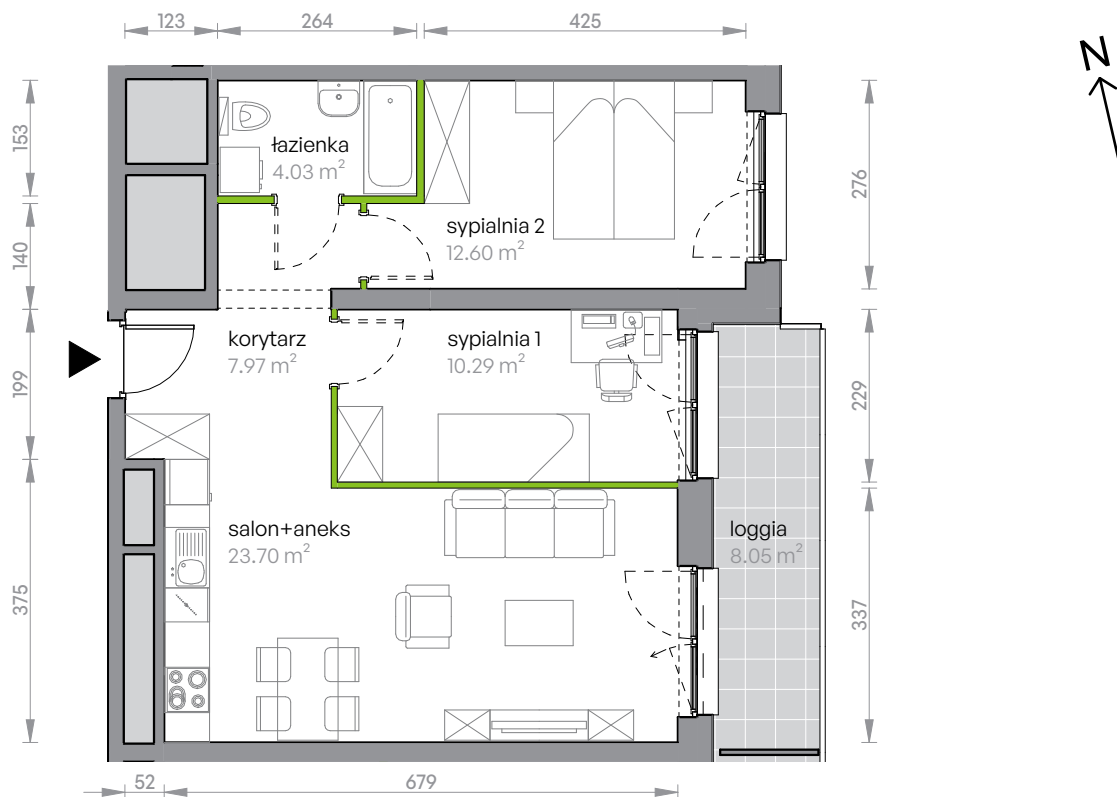 123
264
425
N
153
łazienka
4.03 m²
276
sypialnia 2
12.60 m²
140
korytarz
7.97 m²
sypialnia 1
10.29 m²
199
229
salon+aneks
23.70 m²
loggia
8.05 m²
375
337
52
679